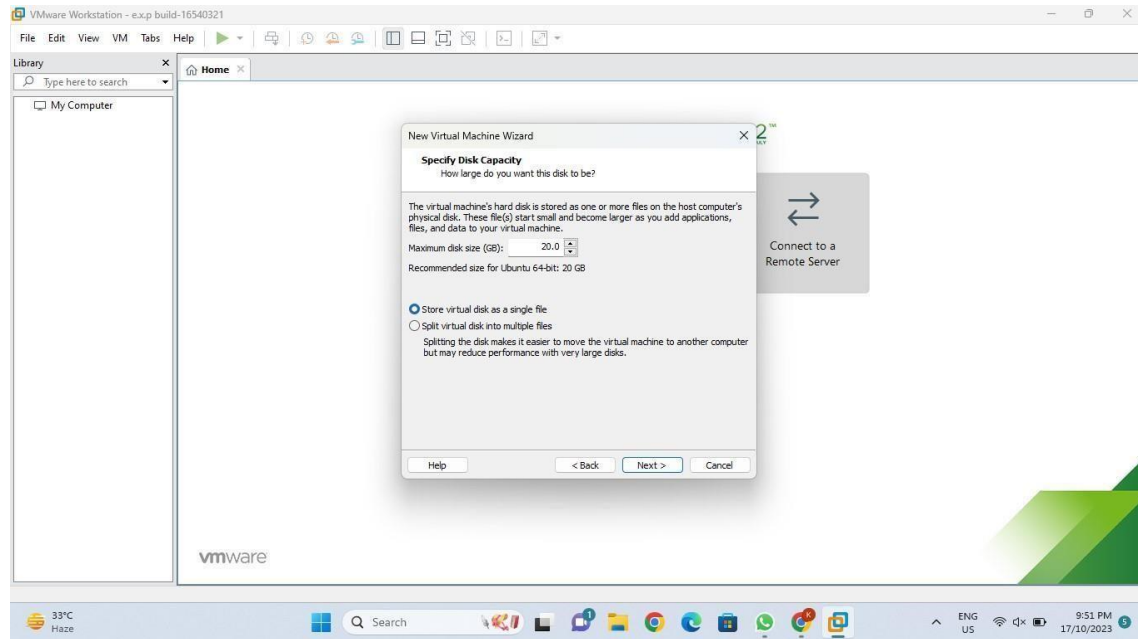 VMware Workstation - e.x.p build-16540321
File Edit View VM Tabs Help
Library
Type here to search
My Computer
Home
New Virtual Machine Wizard
2™
Specify Disk Capacity
How large do you want this disk to be?
The virtual machine's hard disk is stored as one or more files on the host computer's
physical disk. These file(s) start small and become larger as you add applications,
files, and data to your virtual machine.
Maximum disk size (GB): 20.0
Recommended size for Ubuntu 64-bit: 20 GB
Store virtual disk as a single file
Split virtual disk into multiple files
Splitting the disk makes it easier to move the virtual machine to another computer
but may reduce performance with very large disks.
Help < Back Next > Cancel
Connect to a
Remote Server
vmware
33°C
Haze
Search
1
K
ENG
US
9:51 PM
17/10/2023
5